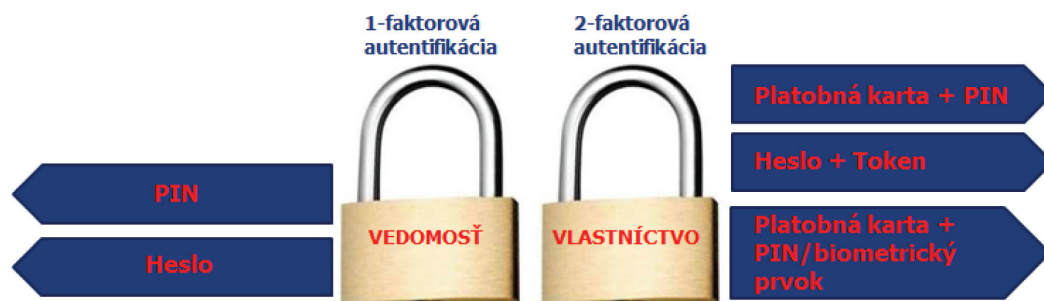 1-faktorová
autentifikácia
2-faktorová
autentifikácia
PIN
Heslo
VEDOMOSŤ
VLASTNÍCTVO
Platobná karta + PIN
Heslo + Token
Platobná karta +
PIN/biometrický
prvok